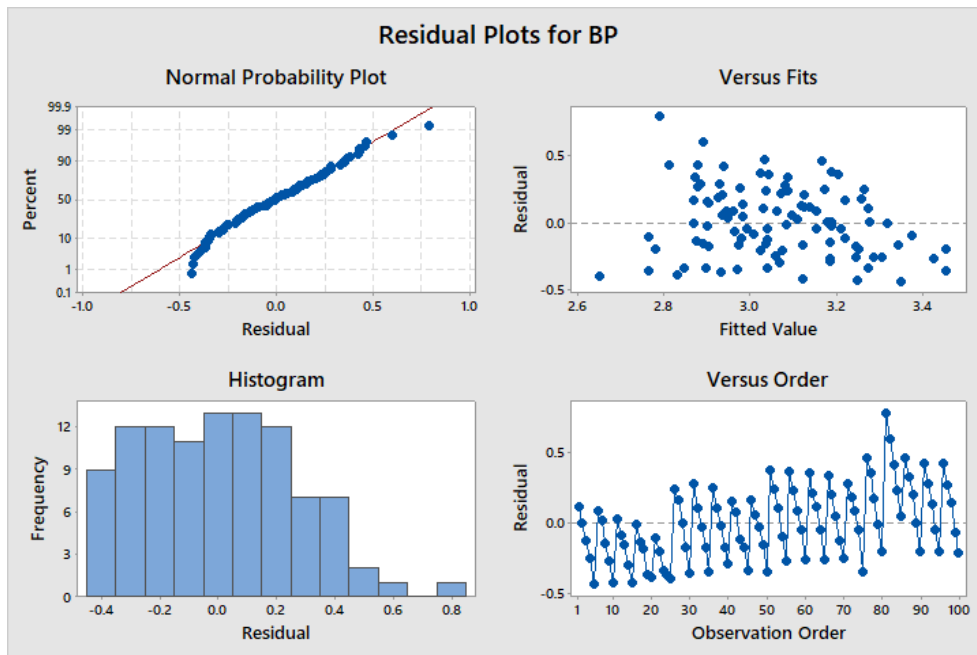 Residual Plots for BP
Normal Probability Plot
Percent
99.9
99
90
50
10
1
0.1
-1.0 -0.5 0.0 0.5 1.0
Residual
Versus Fits
Residual
0.5
0.0
-0.5
2.6 2.8 3.0 3.2 3.4
Fitted Value
Histogram
Frequency
12
9
6
3
0
-0.4 -0.2 0.0 0.2 0.4 0.6 0.8
Residual
Versus Order
Residual
0.5
0.0
-0.5
1 10 20 30 40 50 60 70 80 90 100
Observation Order